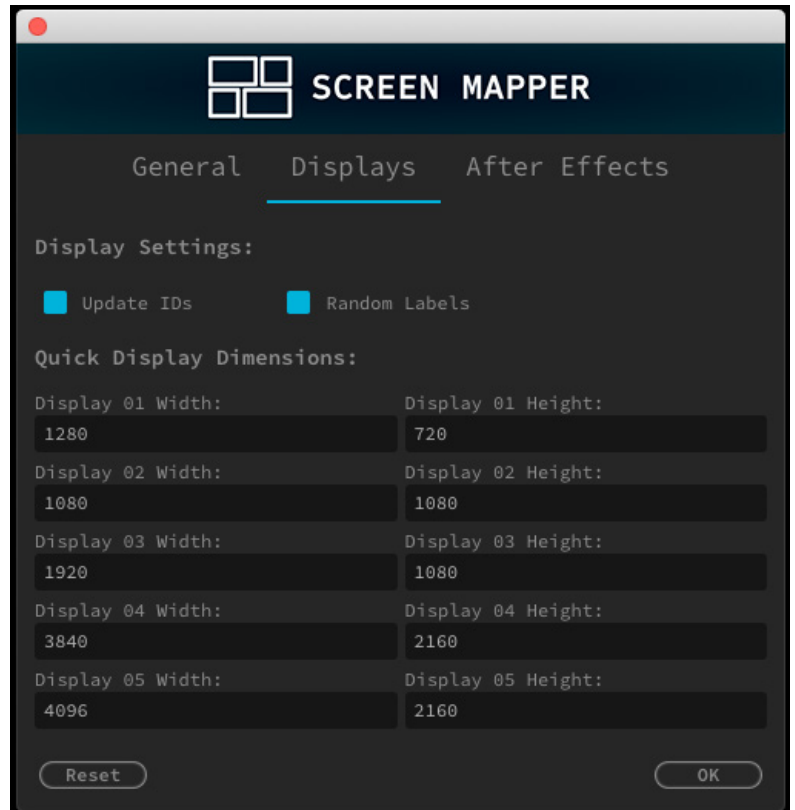 SCREEN MAPPER
General Displays After Effects
Display Settings:
Update IDs Random Labels
Quick Display Dimensions:
Display 01 Width: Display 01 Height:
1280 720
Display 02 Width: Display 02 Height:
1080 1080
Display 03 Width: Display 03 Height:
1920 1080
Display 04 Width: Display 04 Height:
3840 2160
Display 05 Width: Display 05 Height:
4096 2160
Reset OK